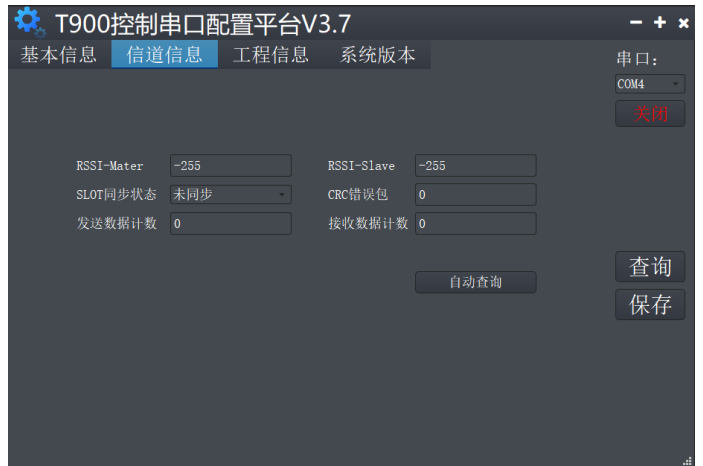 T900控制串口配置平台V3.7
基本信息 信道信息 工程信息 系统版本
串口：
COM4
关闭
RSSI-Mater -255 RSSI-Slave -255
SLOT同步状态 未同步 CRC错误包 0
发送数据计数 0 接收数据计数 0
自动查询
查询
保存